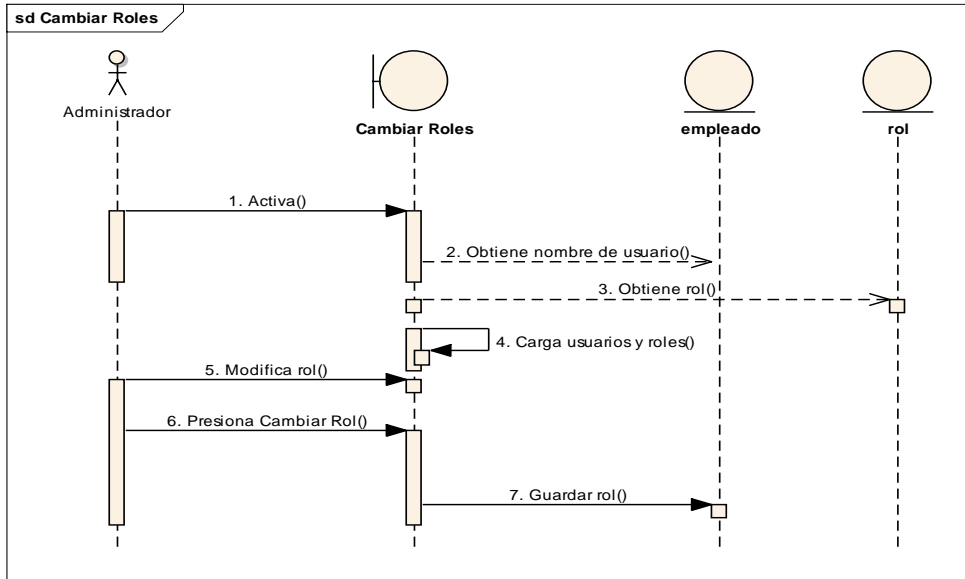 sd Cambiar Roles
Administrador
Cambiar Roles
empleado
rol
1. Activa()
2. Obtiene nombre de usuario()
3. Obtiene rol()
4. Carga usuarios y roles()
5. Modifica rol()
6. Presiona Cambiar Rol()
7. Guardar rol()